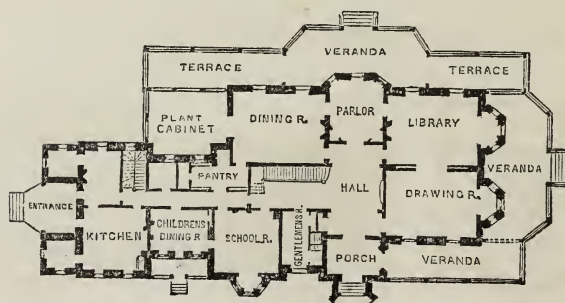 VERANDA
TERRACE
TERRACE
PLANT
CABINET
DINING R.
PARLOR
LIBRARY
PANTRY
VERANDA
HALL
DRAWING R.
ENTRANCE
KITCHEN
CHILDRENS
DINING R
SCHOOL R.
GENTLEMENS R.
PORCH
VERANDA